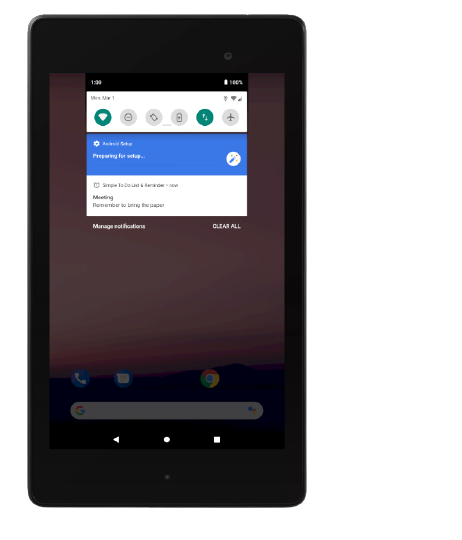 1:09
100%
Mon, Mar 1
Android Setup
Preparing for setup...
Simple To Do List & Reminder • now
Meeting
Remember to bring the paper
Manage notifications
CLEAR ALL